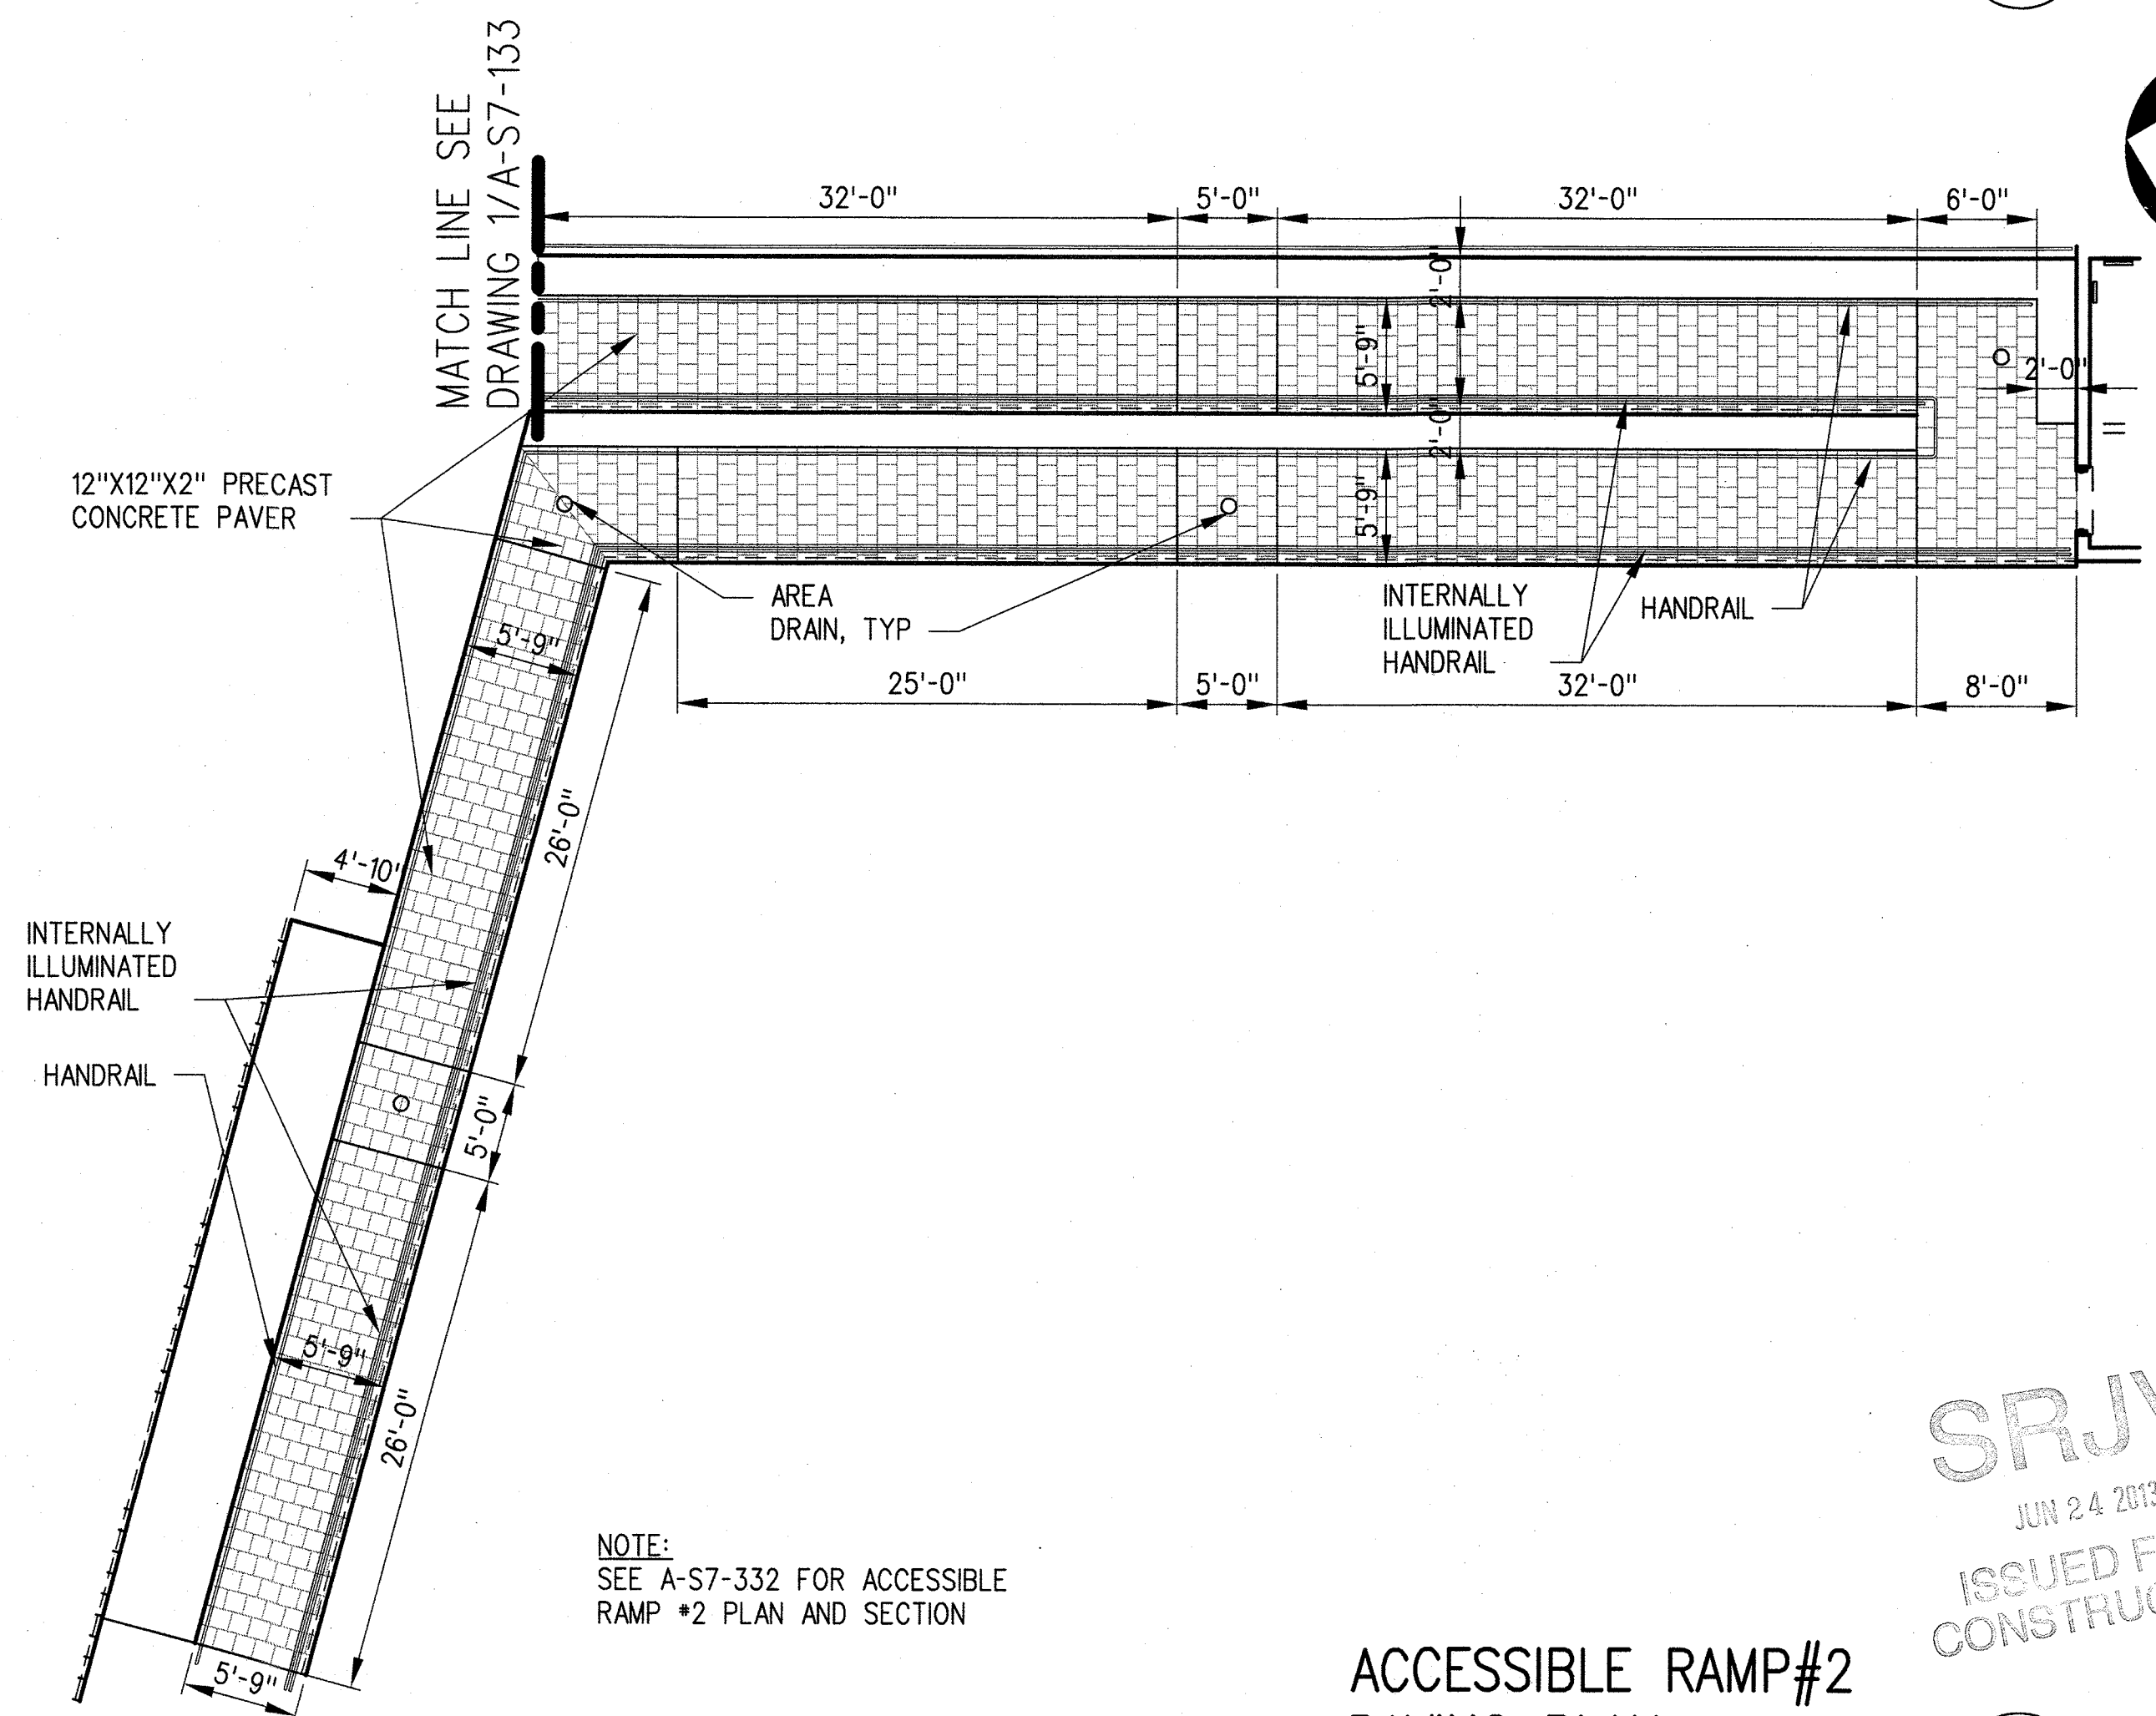 MATCH LINE SEE
DRAWING 1/A-S7-133
32'-0"
5'-0"
32'-0"
6'-0"
2'-0"
5'-9"
2'-0"
2'-0"
5'-9"
12"X12"X2" PRECAST
CONCRETE PAVER
AREA
DRAIN, TYP
INTERNALLY
ILLUMINATED
HANDRAIL
HANDRAIL
5'-9"
25'-0"
5'-0"
32'-0"
8'-0"
26'-0"
4'-10'
INTERNALLY
ILLUMINATED
HANDRAIL
HANDRAIL
5'-0"
5'-9"
26'-0"
5'-9"
NOTE:
SEE A-S7-332 FOR ACCESSIBLE
RAMP #2 PLAN AND SECTION
SRJV
JUN 24 2013
ISSUED F
CONSTRUC
ACCESSIBLE RAMP#2